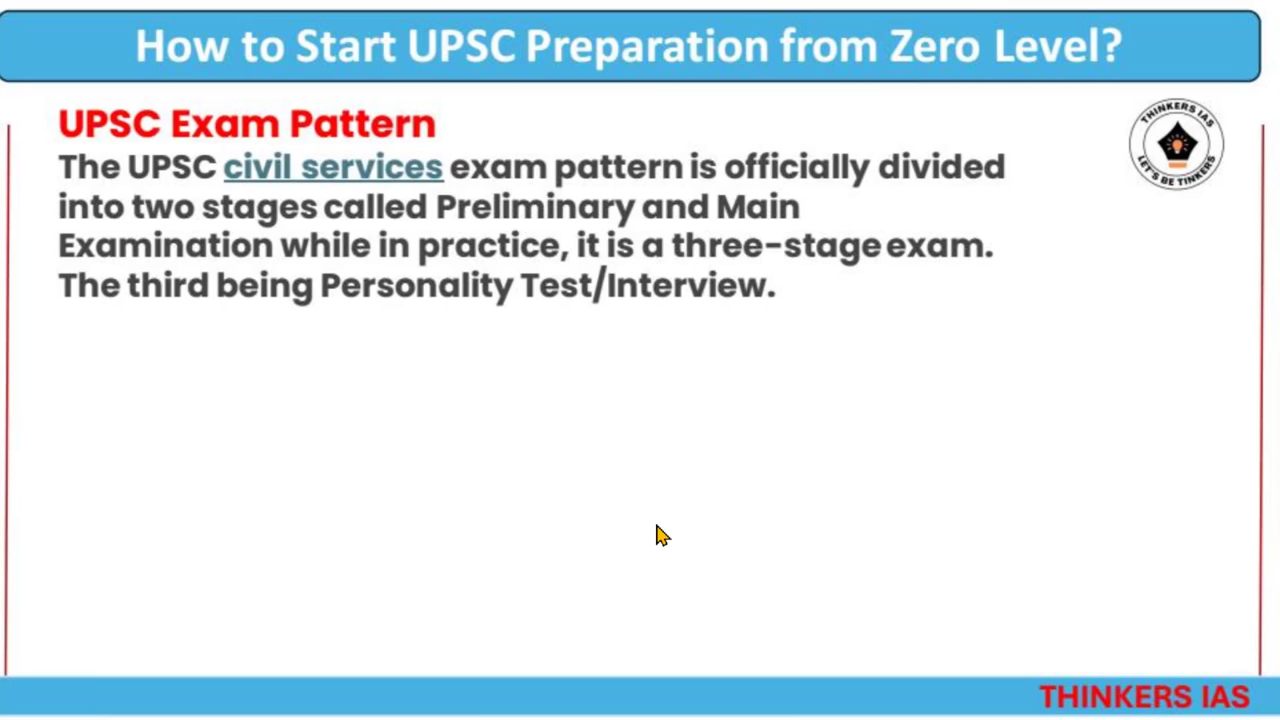 How to Start UPSC Preparation from Zero Level?
UPSC Exam Pattern
The UPSC civil services exam pattern is officially divided
into two stages called Preliminary and Main
Examination while in practice, it is a three-stage exam.
The third being Personality Test/Interview.
THINKERS IAS
LET'S BE TINKERS
THINKERS IAS